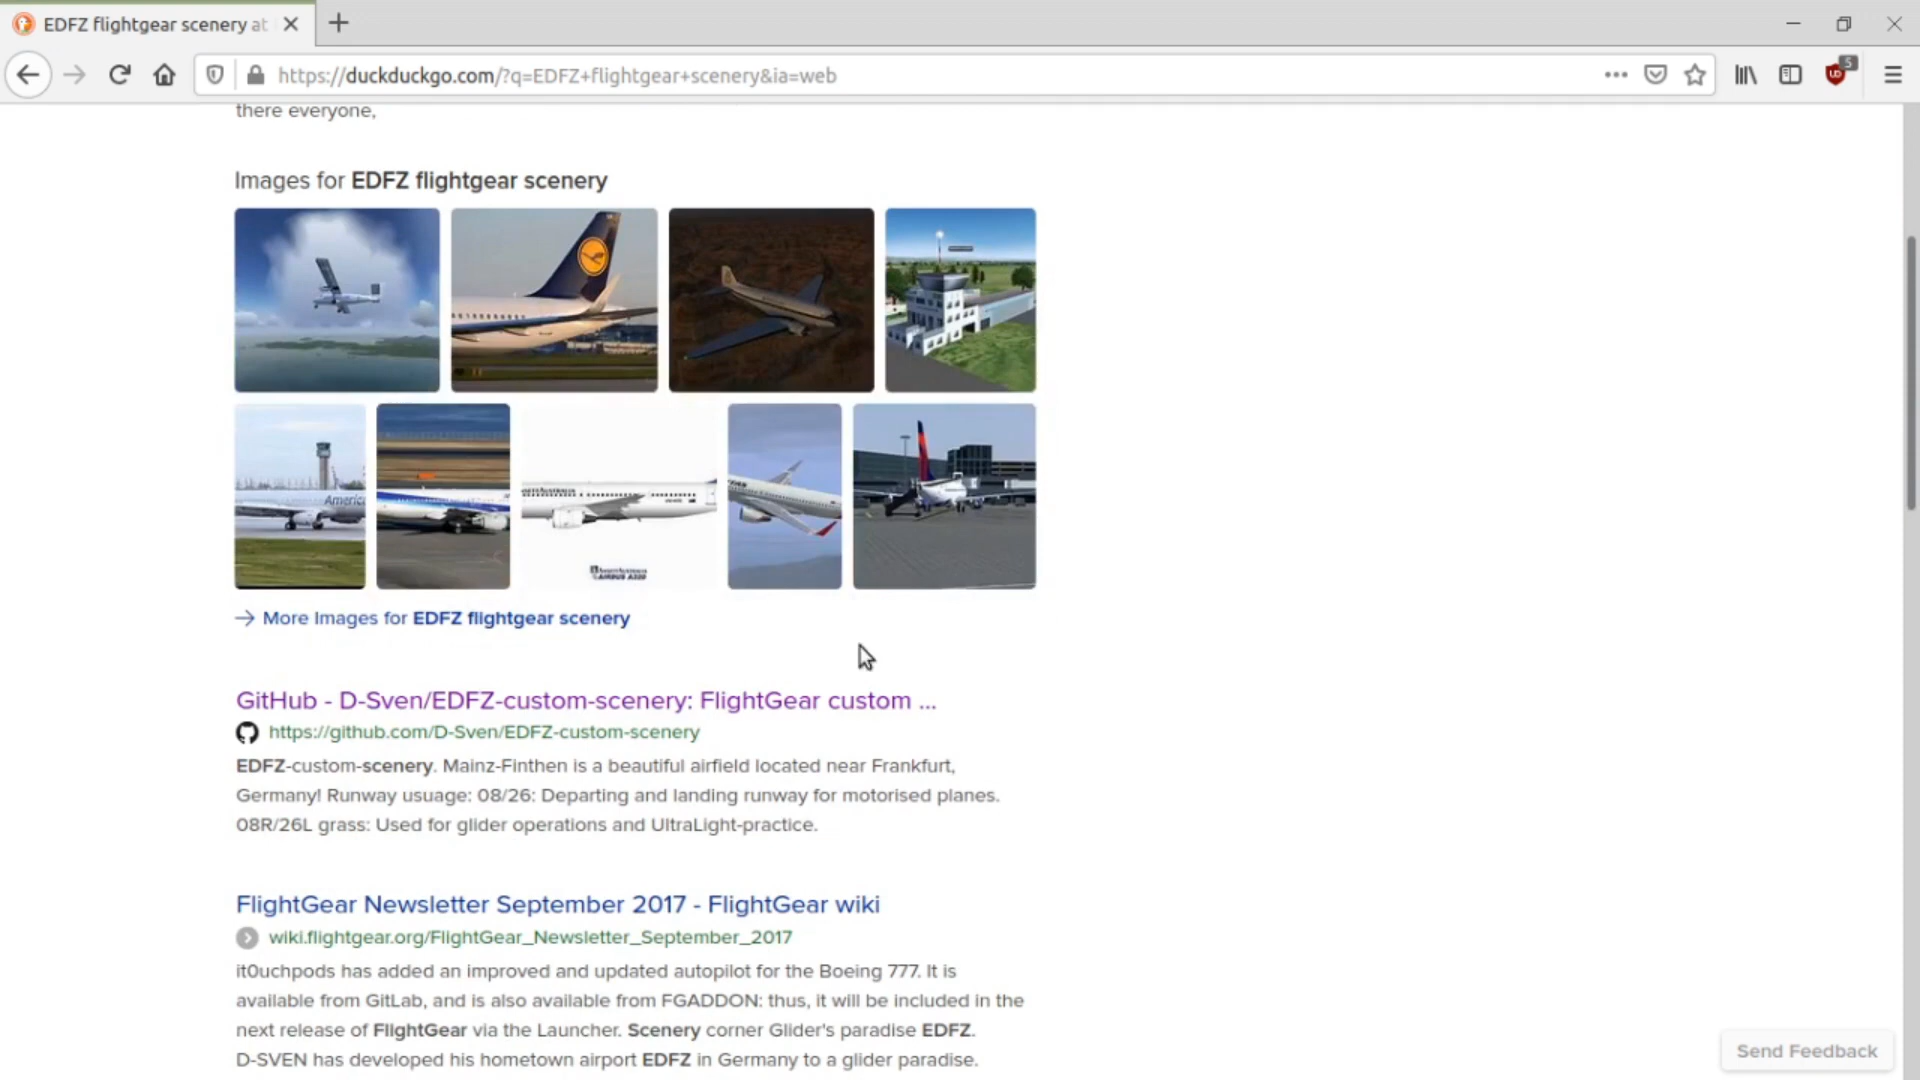 EDFZ flightgear scenery at
https://duckduckgo.com/?q=EDFZ+flightgear+scenery&ia=web
5
there everyone,
Images for EDFZ flightgear scenery
More Images for EDFZ flightgear scenery
GitHub - D-Sven/EDFZ-custom-scenery: FlightGear custom ...
https://github.com/D-Sven/EDFZ-custom-scenery
EDFZ-custom-scenery. Mainz-Finthen is a beautiful airfield located near Frankfurt,
Germany! Runway usuage: 08/26: Departing and landing runway for motorised planes.
08R/26L grass: Used for glider operations and UltraLight-practice.
FlightGear Newsletter September 2017 - FlightGear wiki
wiki.flightgear.org/FlightGear_Newsletter_September_2017
it0uchpods has added an improved and updated autopilot for the Boeing 777. It is
available from GitLab, and is also available from FGADDON: thus, it will be included in the
next release of FlightGear via the Launcher. Scenery corner Glider's paradise EDFZ.
D-SVEN has developed his hometown airport EDFZ in Germany to a glider paradise.
Send Feedback